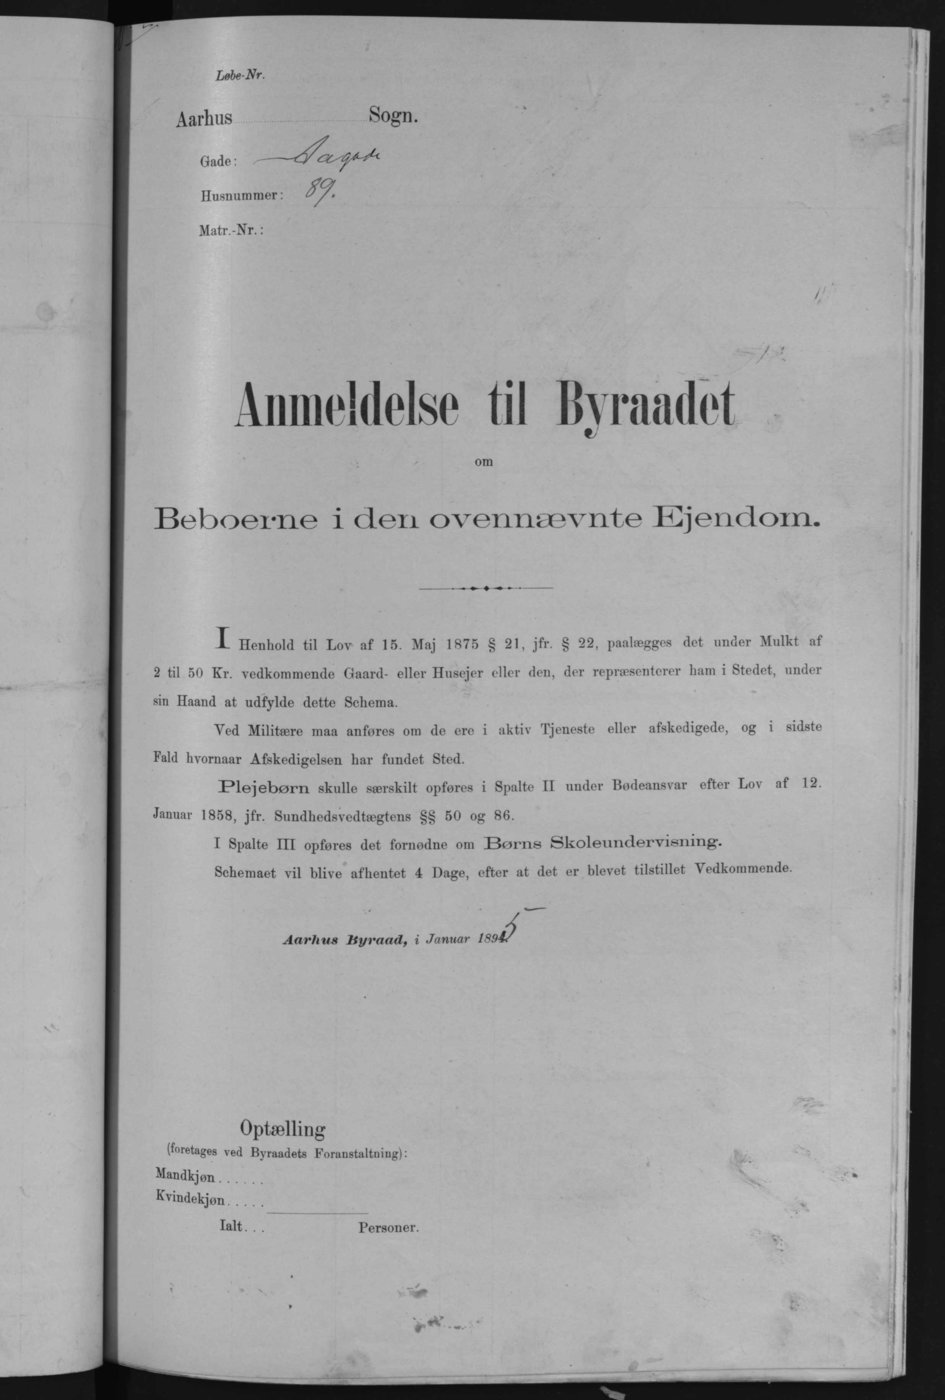 Løbe-Nr.
Aarhus Sogn.
Gade: Aagade
Husnummer: 89.
Matr.-Nr.:
Anmeldelse til Byraadet
om
Beboerne i den ovennævnte Ejendom.
I Henhold til Lov af 15. Maj 1875 § 21, jfr. § 22, paalægges det under Mulkt af
2 til 50 Kr. vedkommende Gaard- eller Husejer eller den, der repræsenterer ham i Stedet, under
sin Haand at udfylde dette Schema.
Ved Militære maa anføres om de ere i aktiv Tjeneste eller afskedigede, og i sidste
Fald hvornaar Afskedigelsen har fundet Sted.
Plejebørn skulle særskilt opføres i Spalte II under Bødeansvar efter Lov af 12.
Januar 1858, jfr. Sundhedsvedtægtens §§ 50 og 86.
I Spalte III opføres det fornødne om Børns Skoleundervisning.
Schemaet vil blive afhentet 4 Dage, efter at det er blevet tilstillet Vedkommende.
Aarhus Byraad, i Januar 1895
Optælling
(foretages ved Byraadets Foranstaltning):
Mandkjøn . . . . . .
Kvindekjøn . . . . .
Ialt . . . Personer.